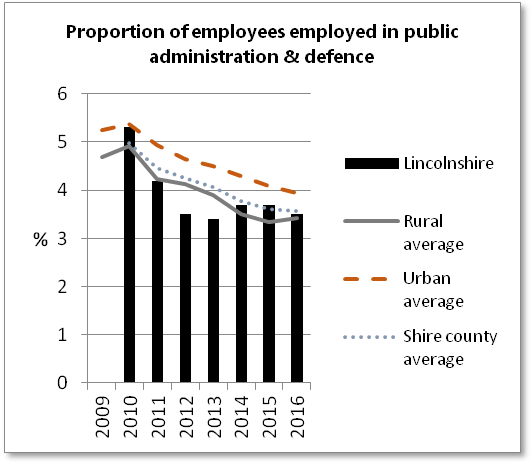 Proportion of employees employed in public
administration & defence
6
5
4
3
2
1
0
%
2009
2010
2011
2012
2013
2014
2015
2016
Lincolnshire
Rural
average
Urban
average
Shire county
average